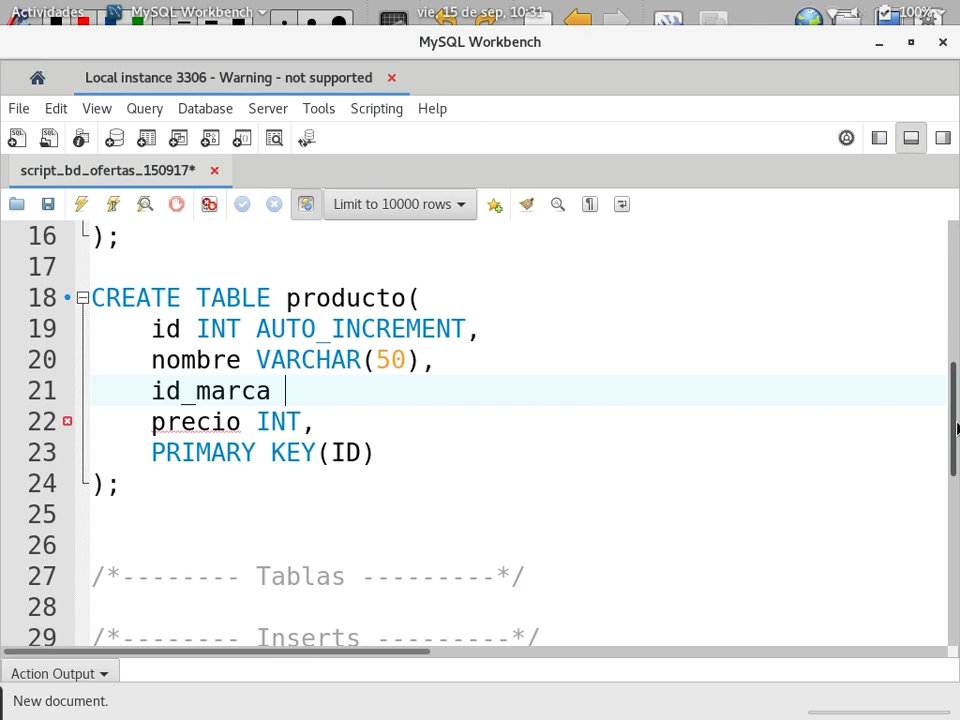 Actividades MySQL Workbench vie, 15 de sep, 10:31 100%
MySQL Workbench
Local instance 3306 - Warning - not supported
File Edit View Query Database Server Tools Scripting Help
script_bd_ofertas_150917*
Limit to 10000 rows
16 );
17
18 CREATE TABLE producto(
19 id INT AUTO_INCREMENT,
20 nombre VARCHAR(50),
21 id_marca
22 precio INT,
23 PRIMARY KEY(ID)
24 );
25
26
27 /*-------- Tablas ---------*/
28
29 /*-------- Inserts ---------*/
Action Output
New document.